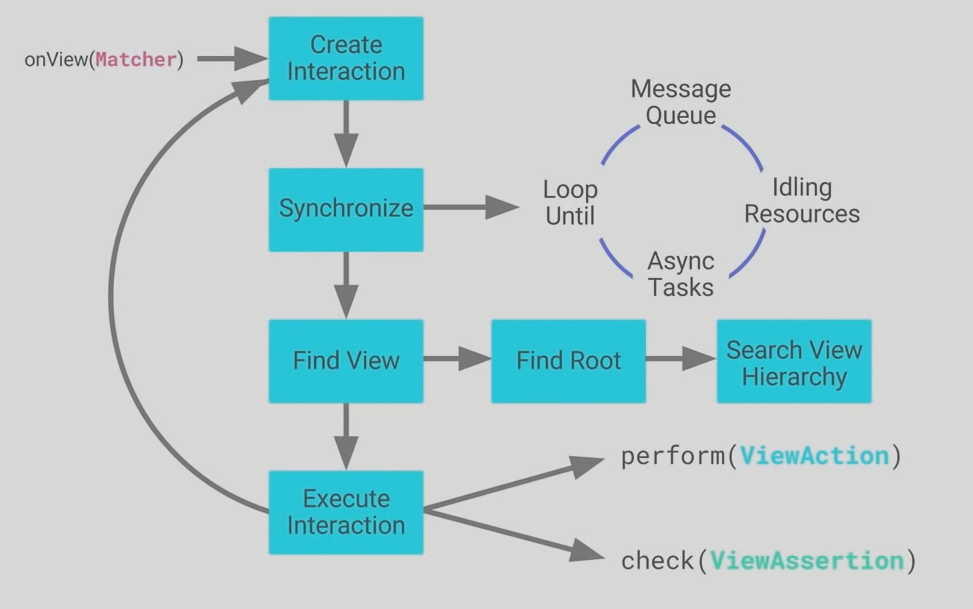 onView(Matcher)
Create
Interaction
Message
Queue
Synchronize
Loop
Until
Idling
Resources
Async
Tasks
Find View
Find Root
Search View
Hierarchy
Execute
Interaction
perform(ViewAction)
check(ViewAssertion)